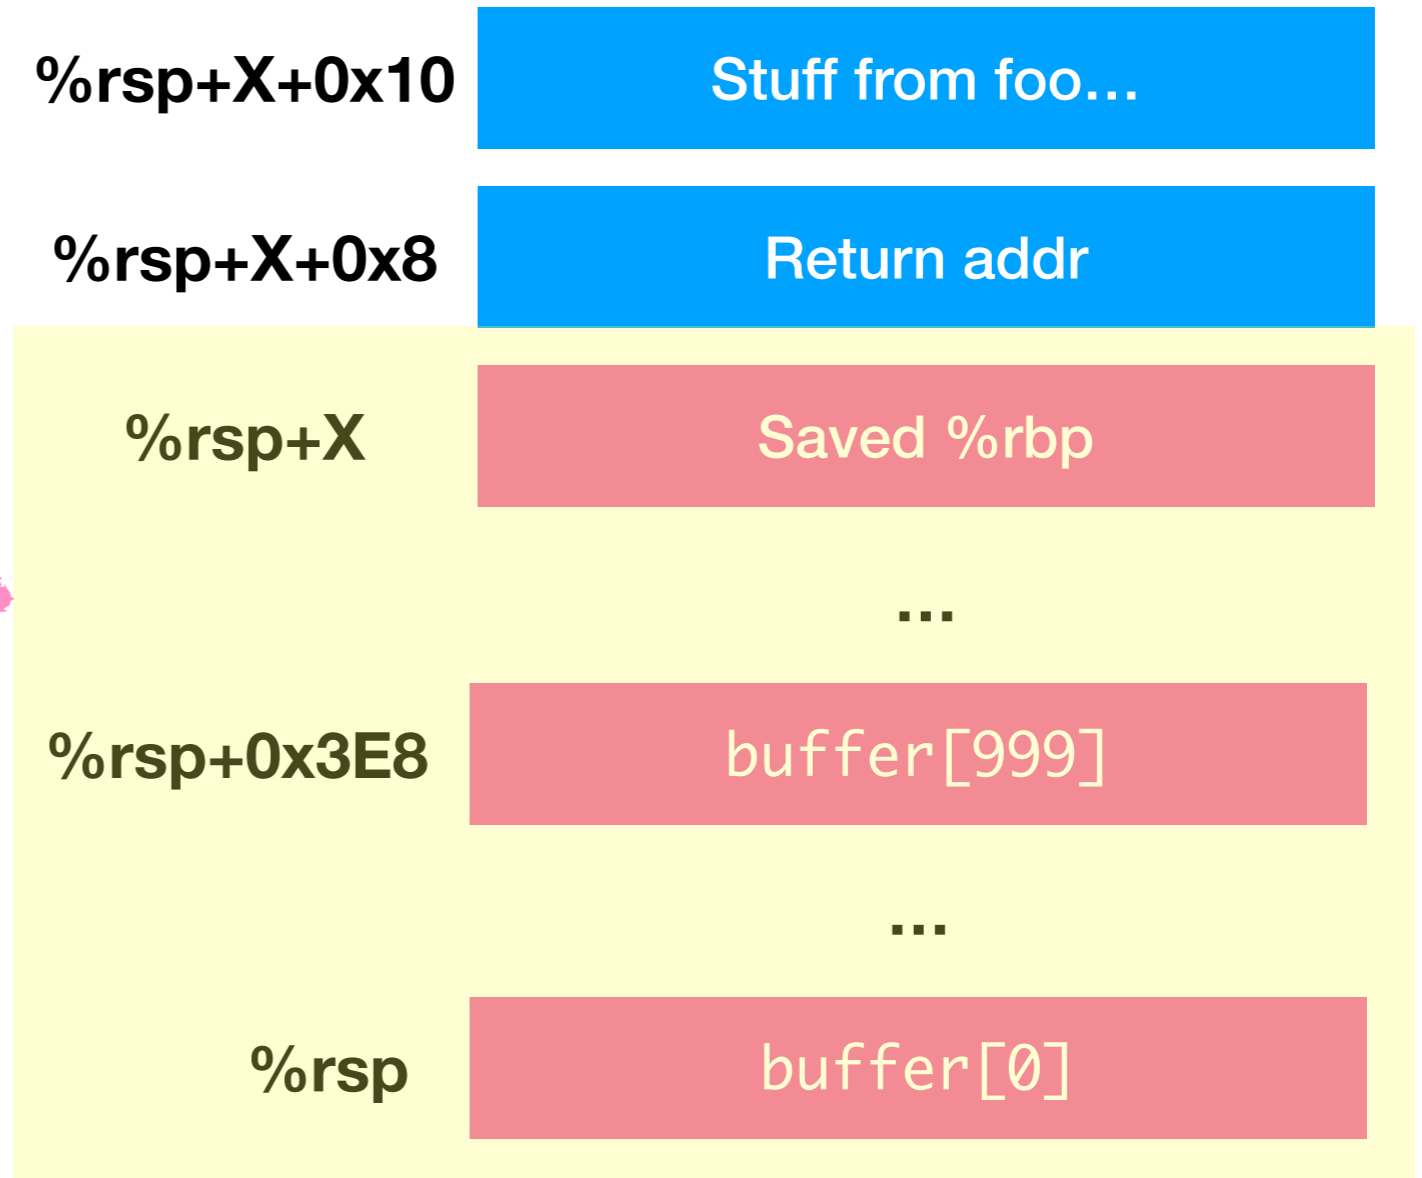 %rsp+X+0x10 Stuff from foo...
%rsp+X+0x8 Return addr
%rsp+X Saved %rbp
...
%rsp+0x3E8 buffer[999]
...
%rsp buffer[0]